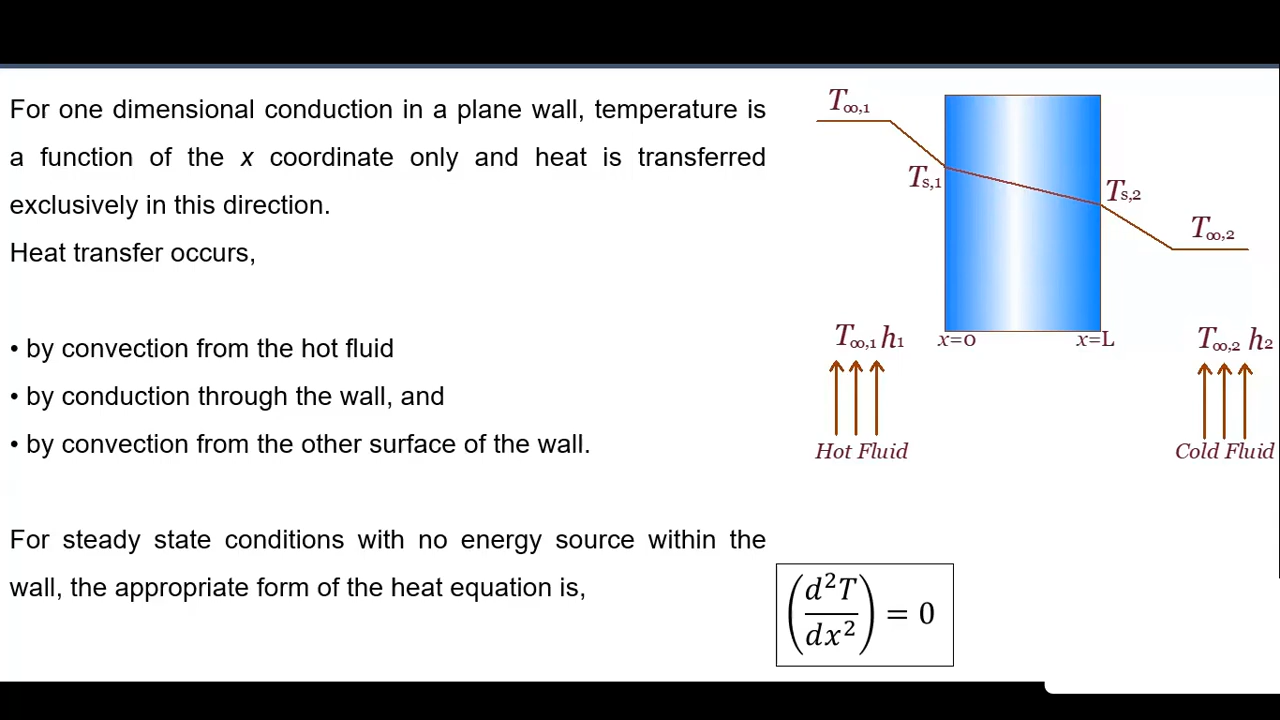 For one dimensional conduction in a plane wall, temperature is
a function of the x coordinate only and heat is transferred
exclusively in this direction.
Heat transfer occurs,
• by convection from the hot fluid
• by conduction through the wall, and
• by convection from the other surface of the wall.
For steady state conditions with no energy source within the
wall, the appropriate form of the heat equation is,
(d²T/dx²) = 0
T∞,1
Ts,1
Ts,2
T∞,2
T∞,1 h1
x=0
x=L
T∞,2 h2
Hot Fluid
Cold Fluid